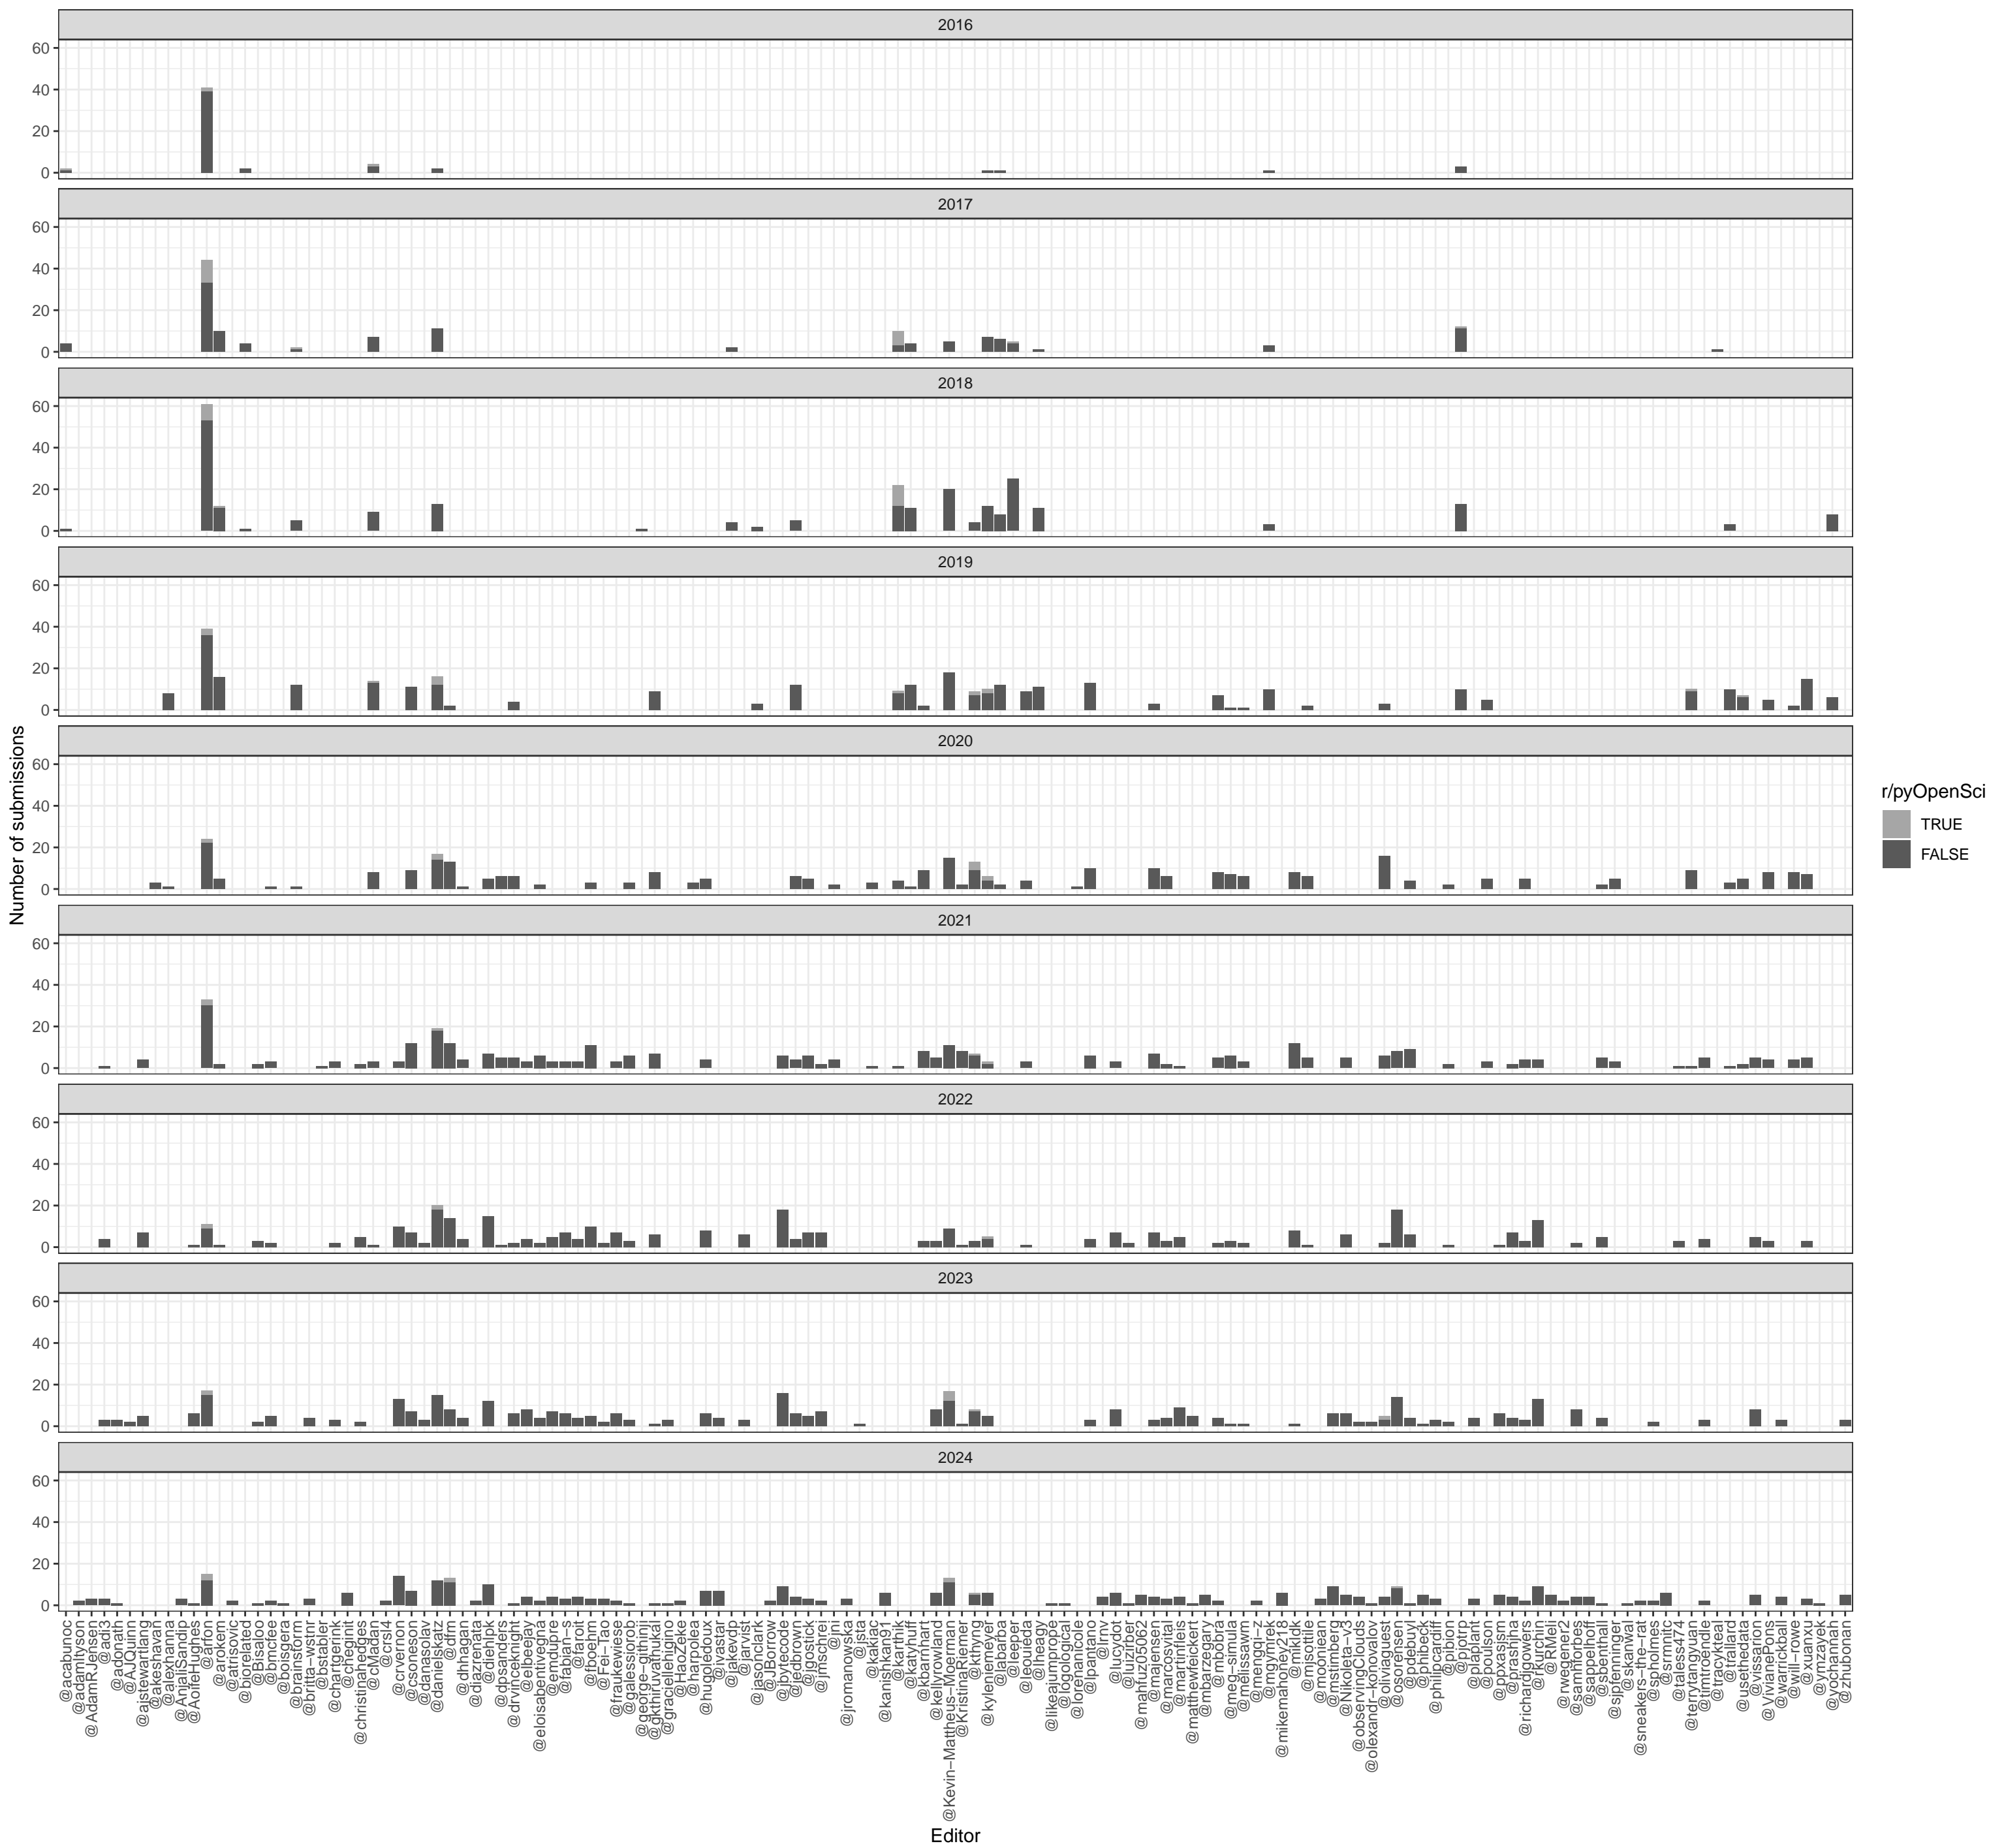 2016
60
40
20
0
2017
60
40
20
0
2018
60
40
20
0
2019
60
40
20
0
2020
60
40
20
0
2021
60
40
20
0
2022
60
40
20
0
2023
60
40
20
0
2024
60
40
20
0
Number of submissions
@acabunoc
@adamltyson
@AdamRJensen
@adi3
@adonath
@AJQuinn
@ajstewartlang
@akeshavan
@alexhanna
@AnjaliSandip
@AoifeHughes
@arfon
@arokem
@atrisovic
@biorelated
@Bisaloo
@bmcfee
@boisgera
@brainstorm
@britta-wstnr
@bstabler
@charterink
@cheginit
@christinahedges
@cMadan
@crsl4
@crvernon
@csoneson
@danasolav
@danielskatz
@dfm
@dhhagan
@diazrenata
@diehlpk
@dpsanders
@drvinceknight
@elbeejay
@eloisabentivegna
@emdupre
@fabian-s
@faroit
@fboehm
@Fei-Tao
@fraukewiese
@galessiorob
@george-githinji
@gkthiruvathukal
@graciellehigino
@HaoZeke
@harpolea
@hugoledoux
@ivastar
@jakevdp
@jarvist
@jasonclark
@JBorrow
@jbytecode
@jedbrown
@jgostick
@jmschrei
@jni
@jromanowska
@jsta
@kakiac
@kanishkan91
@karthik
@katyhuff
@kbarnhart
@kellyrowland
@Kevin-Mattheus-Moerman
@KristinaRiemer
@kthyng
@kyleniemeyer
@labarba
@leeper
@leouieda
@lheagy
@likeajumprope
@logological
@lorenanicole
@lpantano
@lrnv
@lucydot
@luizirber
@mahfuz05062
@majensen
@marcosvital
@martinfleis
@matthewfeickert
@mbarzegary
@mbobra
@meg-simula
@melissawm
@mengqi-z
@mgymrek
@mikemahoney218
@mikldk
@mjsottile
@mooniean
@mstimberg
@Nikoleta-v3
@observingClouds
@olexandr-konovalov
@oliviaguest
@osorensen
@pdebuyl
@phibeck
@philipcardiff
@pibion
@pjotrp
@plaplant
@poulson
@ppxasjsm
@prashjha
@richardjgowers
@rkurchin
@RMeli
@rwegener2
@samhforbes
@sappelhoff
@sbenthall
@sjpfenninger
@skanwal
@sneakers-the-rat
@spholmes
@srmnitc
@tales474
@terrytangyuan
@timtroendle
@tracykteal
@trallard
@usethedata
@vissarion
@VivianePons
@warrickball
@will-rowe
@xuanxu
@yhzayek
@yochannah
@zhubonan
Editor
r/pyOpenSci
TRUE
FALSE